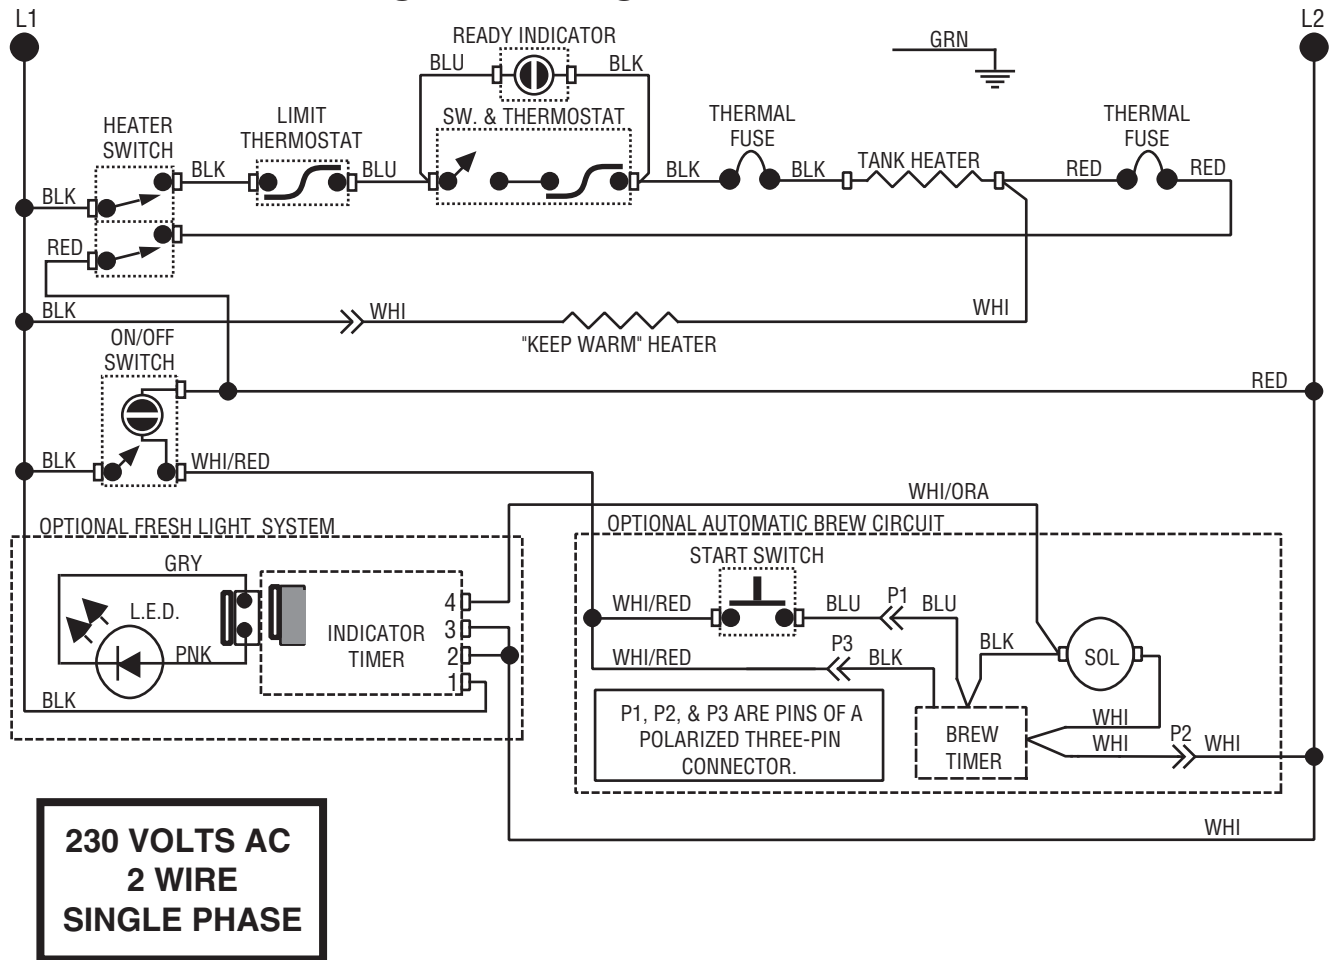 L1
L2
READY INDICATOR
GRN
BLU
BLK
HEATER
SWITCH
LIMIT
THERMOSTAT
SW. & THERMOSTAT
THERMAL
FUSE
THERMAL
FUSE
BLK
BLU
BLK
BLK
TANK HEATER
RED
RED
BLK
RED
BLK
WHI
WHI
"KEEP WARM" HEATER
ON/OFF
SWITCH
RED
BLK
WHI/RED
WHI/ORA
OPTIONAL FRESH LIGHT SYSTEM
OPTIONAL AUTOMATIC BREW CIRCUIT
GRY
START SWITCH
L.E.D.
PNK
INDICATOR
TIMER
4
3
2
1
BLK
WHI/RED
BLU
P1
BLU
WHI/RED
P3
BLK
BLK
SOL
P1, P2, & P3 ARE PINS OF A
POLARIZED THREE-PIN
CONNECTOR.
BREW
TIMER
WHI
WHI
P2
WHI
WHI
230 VOLTS AC
2 WIRE
SINGLE PHASE